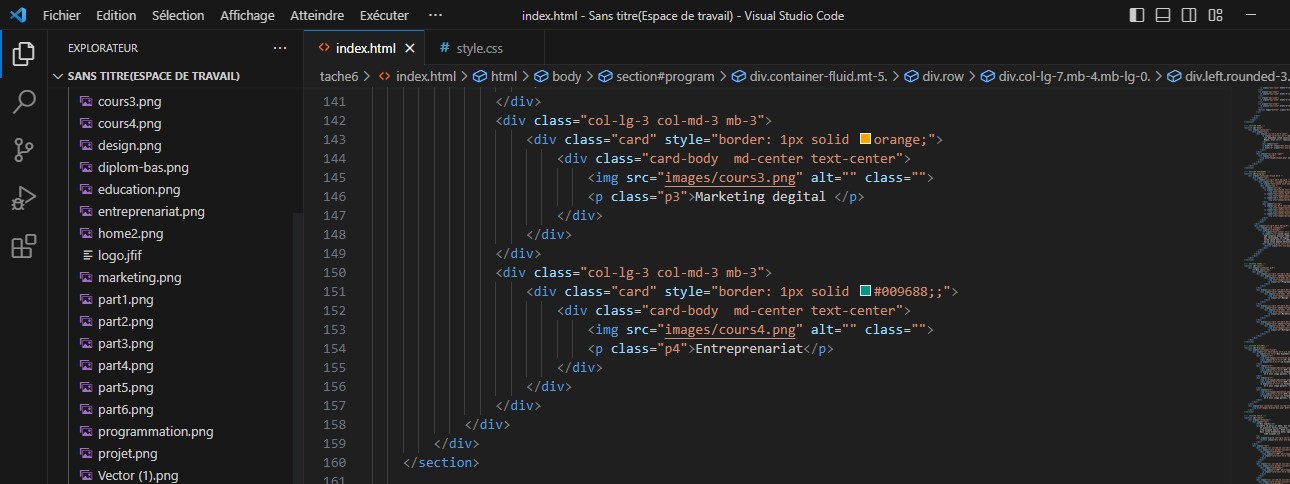 Fichier Edition Sélection Affichage Atteindre Exécuter ··· index.html - Sans titre(Espace de travail) - Visual Studio Code
EXPLORATEUR ···
SANS TITRE(ESPACE DE TRAVAIL)
cours3.png
cours4.png
design.png
diplom-bas.png
education.png
entreprenariat.png
home2.png
logo.jfif
marketing.png
part1.png
part2.png
part3.png
part4.png
part5.png
part6.png
programmation.png
projet.png
Vector (1).png
<> index.html × # style.css
tache6 > <> index.html > html > body > section#program > div.container-fluid.mt-5. > div.row > div.col-lg-7.mb-4.mb-lg-0. > div.left.rounded-3.
141 </div>
142 <div class="col-lg-3 col-md-3 mb-3">
143 <div class="card" style="border: 1px solid orange;">
144 <div class="card-body  md-center text-center">
145 <img src="images/cours3.png" alt="" class="">
146 <p class="p3">Marketing degital </p>
147 </div>
148 </div>
149 </div>
150 <div class="col-lg-3 col-md-3 mb-3">
151 <div class="card" style="border: 1px solid #009688;;">
152 <div class="card-body  md-center text-center">
153 <img src="images/cours4.png" alt="" class="">
154 <p class="p4">Entreprenariat</p>
155 </div>
156 </div>
157 </div>
158 </div>
159 </div>
160 </section>
161